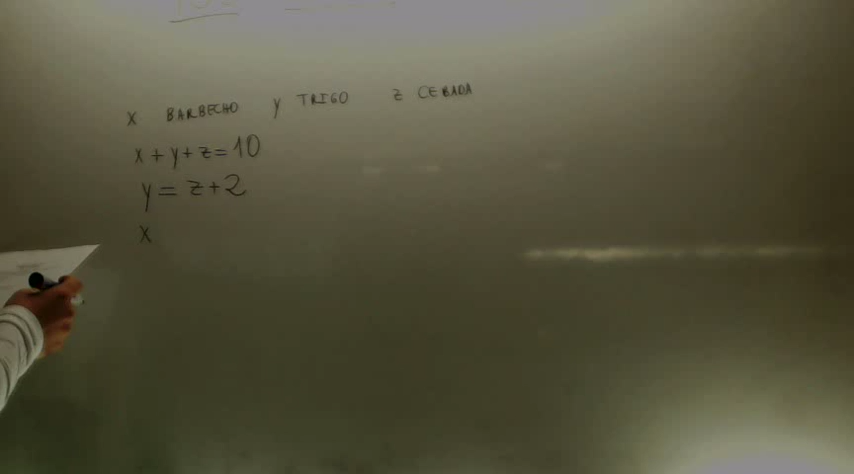 x BARBECHO y TRIGO z CEBADA
x + y + z = 10
y = z + 2
x